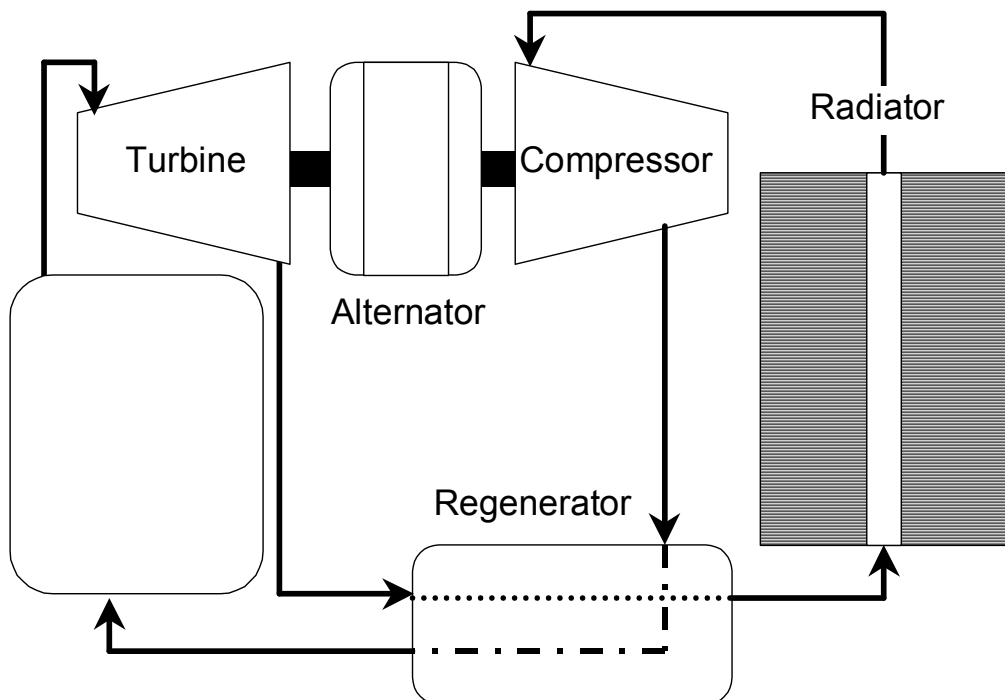 Radiator
Turbine
Compressor
Alternator
Regenerator